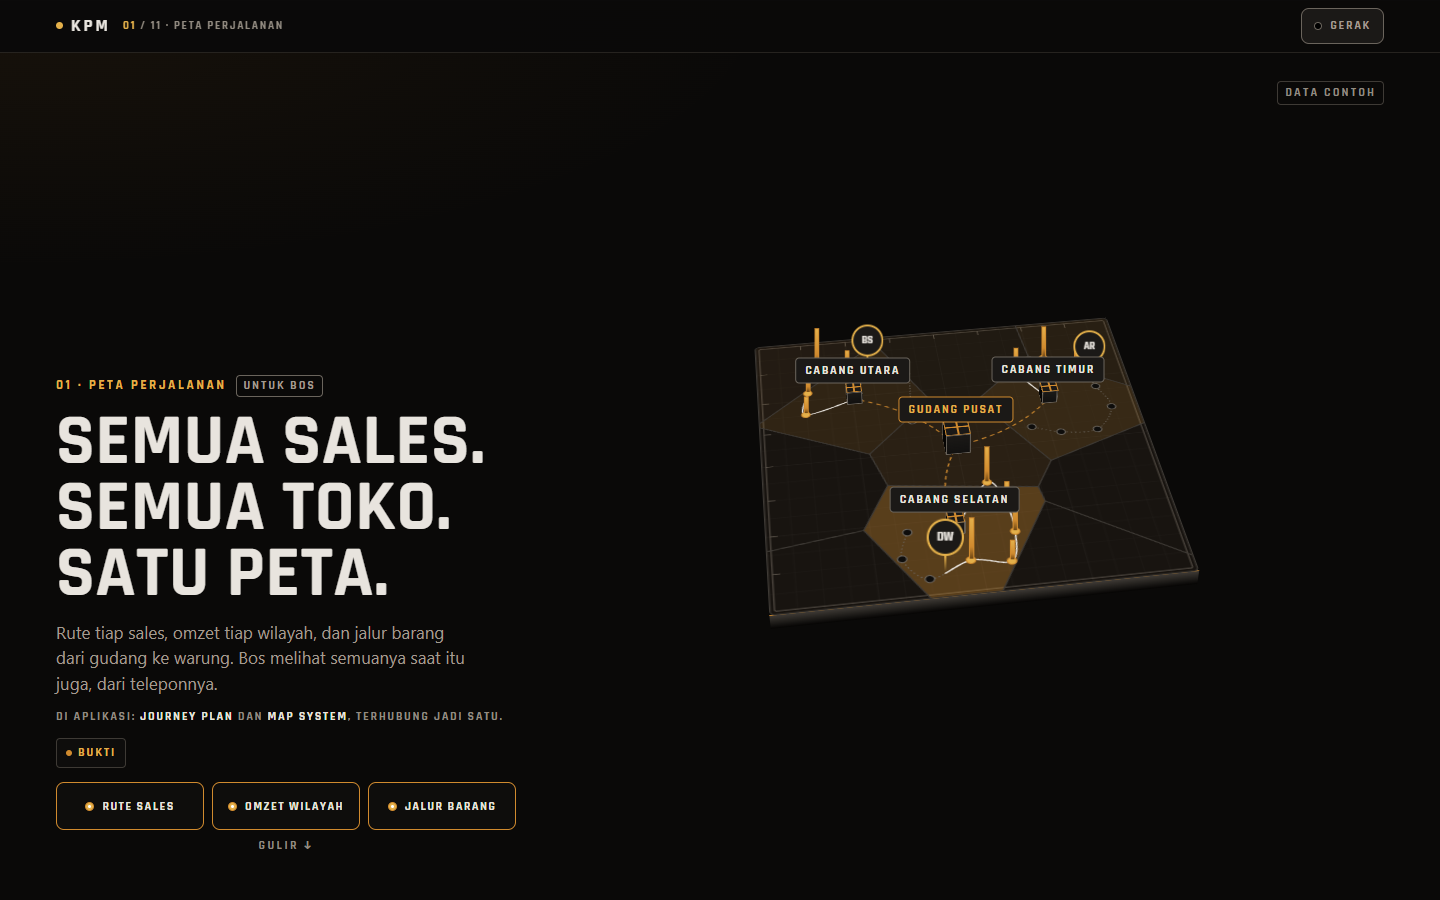 KPM 01 / 11 · PETA PERJALANAN
GERAK
DATA CONTOH
BS
AR
CABANG UTARA
CABANG TIMUR
GUDANG PUSAT
CABANG SELATAN
DW
01 · PETA PERJALANAN UNTUK BOS
SEMUA SALES.
SEMUA TOKO.
SATU PETA.
Rute tiap sales, omzet tiap wilayah, dan jalur barang
dari gudang ke warung. Bos melihat semuanya saat itu
juga, dari teleponnya.
DI APLIKASI: JOURNEY PLAN DAN MAP SYSTEM, TERHUBUNG JADI SATU.
BUKTI
RUTE SALES
OMZET WILAYAH
JALUR BARANG
GULIR ↓